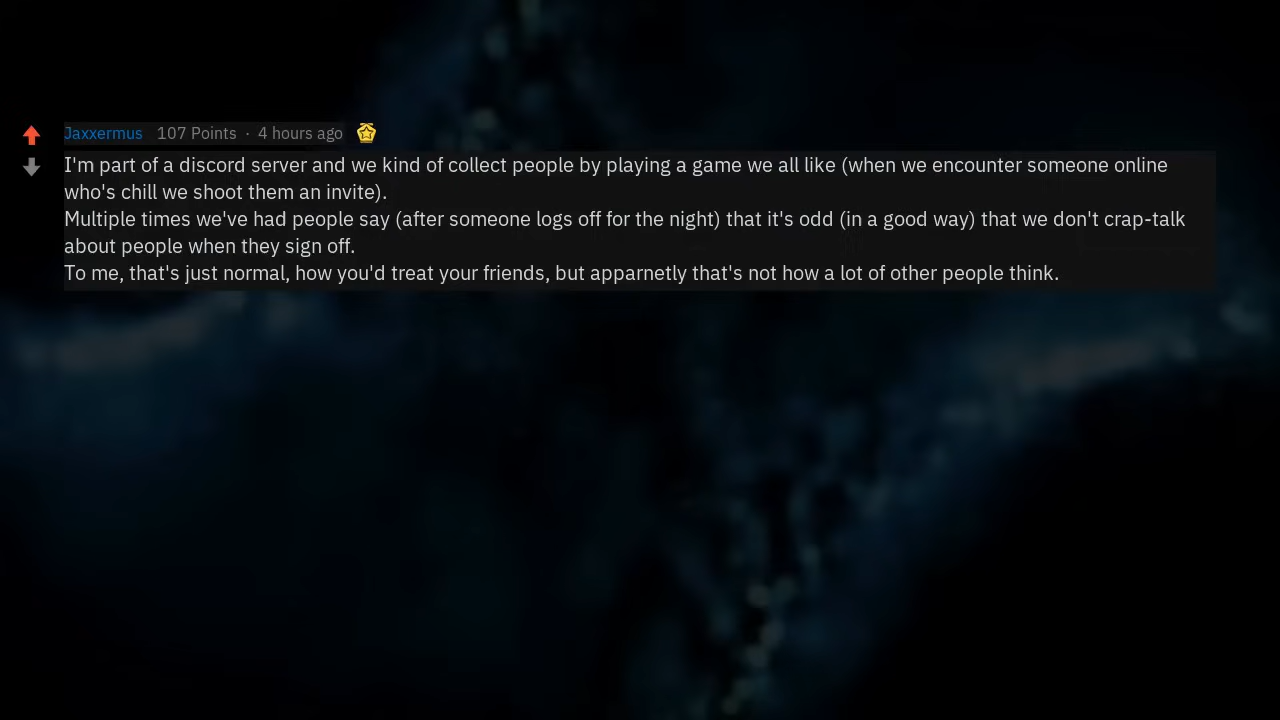 Jaxxermus 107 Points · 4 hours ago
I'm part of a discord server and we kind of collect people by playing a game we all like (when we encounter someone online
who's chill we shoot them an invite).
Multiple times we've had people say (after someone logs off for the night) that it's odd (in a good way) that we don't crap-talk
about people when they sign off.
To me, that's just normal, how you'd treat your friends, but apparnetly that's not how a lot of other people think.